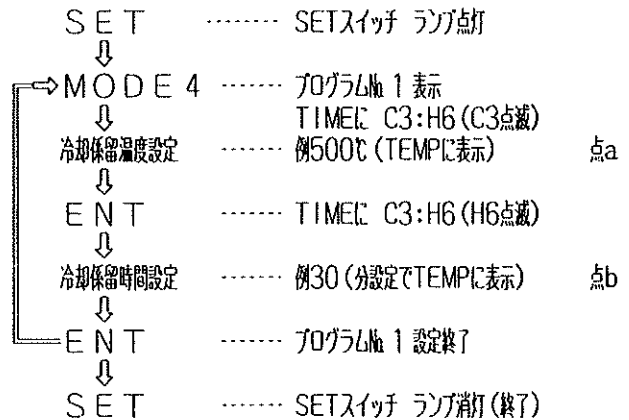 SET ······· SETスイッチ ランプ点灯
⇩
⇨MODE4 ······ プログラム№1表示
⇩ TIMEに C3:H6(C3点滅)
冷却保留温度設定 ······ 例500℃(TEMPに表示) 点a
⇩
ENT ······· TIMEに C3:H6(H6点滅)
⇩
冷却保留時間設定 ······ 例30(分設定でTEMPに表示) 点b
⇩
ENT ······· プログラム№1設定終了
⇩
SET ······· SETスイッチ ランプ消灯(終了)